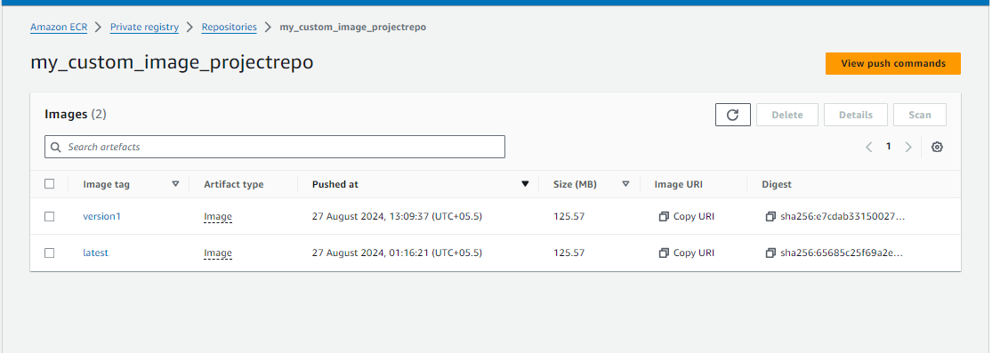 Amazon ECR > Private registry > Repositories > my_custom_image_projectrepo
my_custom_image_projectrepo
View push commands
Images (2)
Delete Details Scan
Search artefacts
1
Image tag Artifact type Pushed at Size (MB) Image URI Digest
version1 Image 27 August 2024, 13:09:37 (UTC+05.5) 125.57 Copy URI sha256:e7cdab33150027...
latest Image 27 August 2024, 01:16:21 (UTC+05.5) 125.57 Copy URI sha256:65685c25f69a2e...